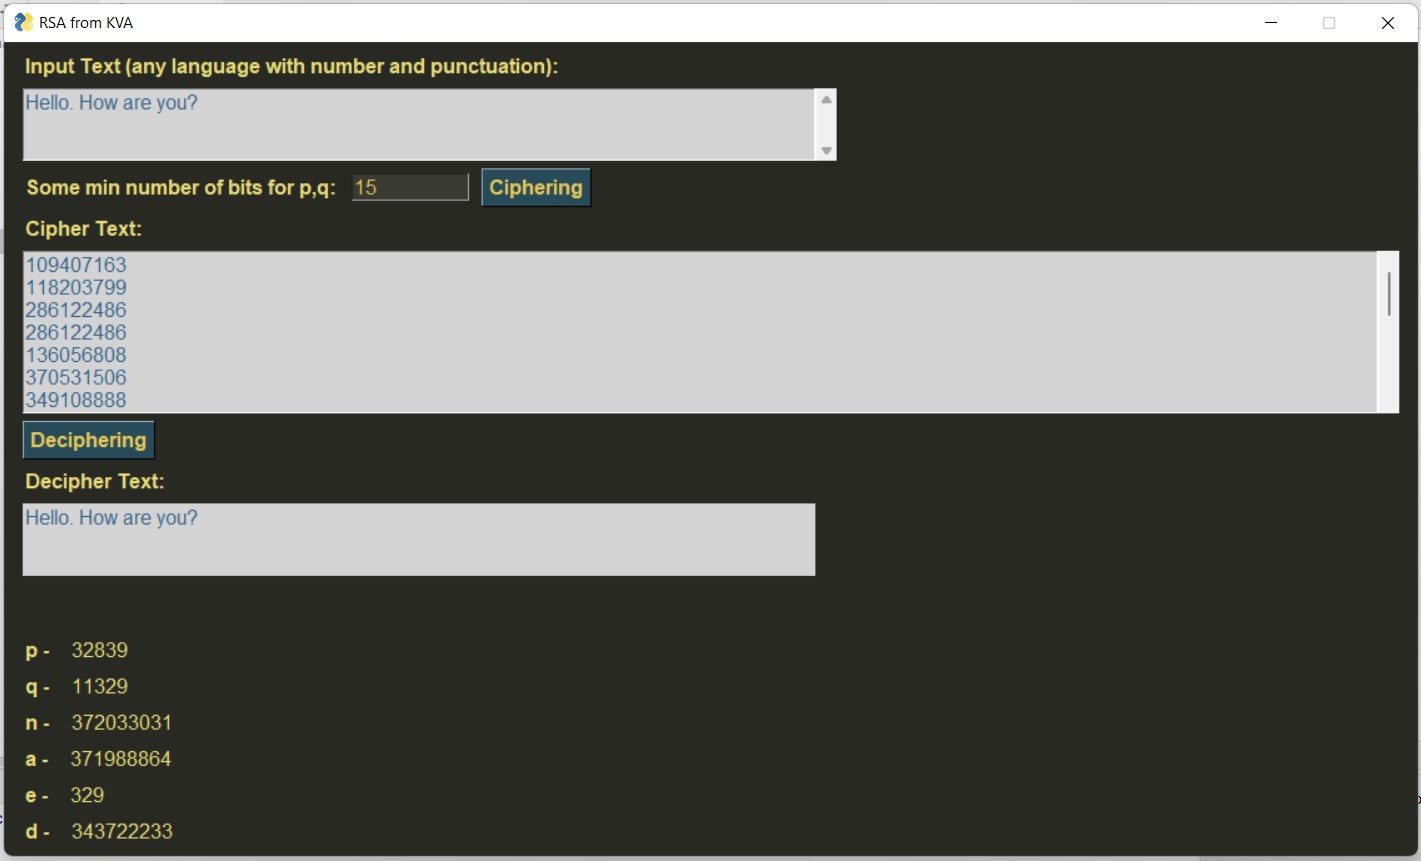 RSA from KVA
Input Text (any language with number and punctuation):
Hello. How are you?
Some min number of bits for p,q: 15 Ciphering
Cipher Text:
109407163
118203799
286122486
286122486
136056808
370531506
349108888
Deciphering
Decipher Text:
Hello. How are you?
p - 32839
q - 11329
n - 372033031
a - 371988864
e - 329
d - 343722233